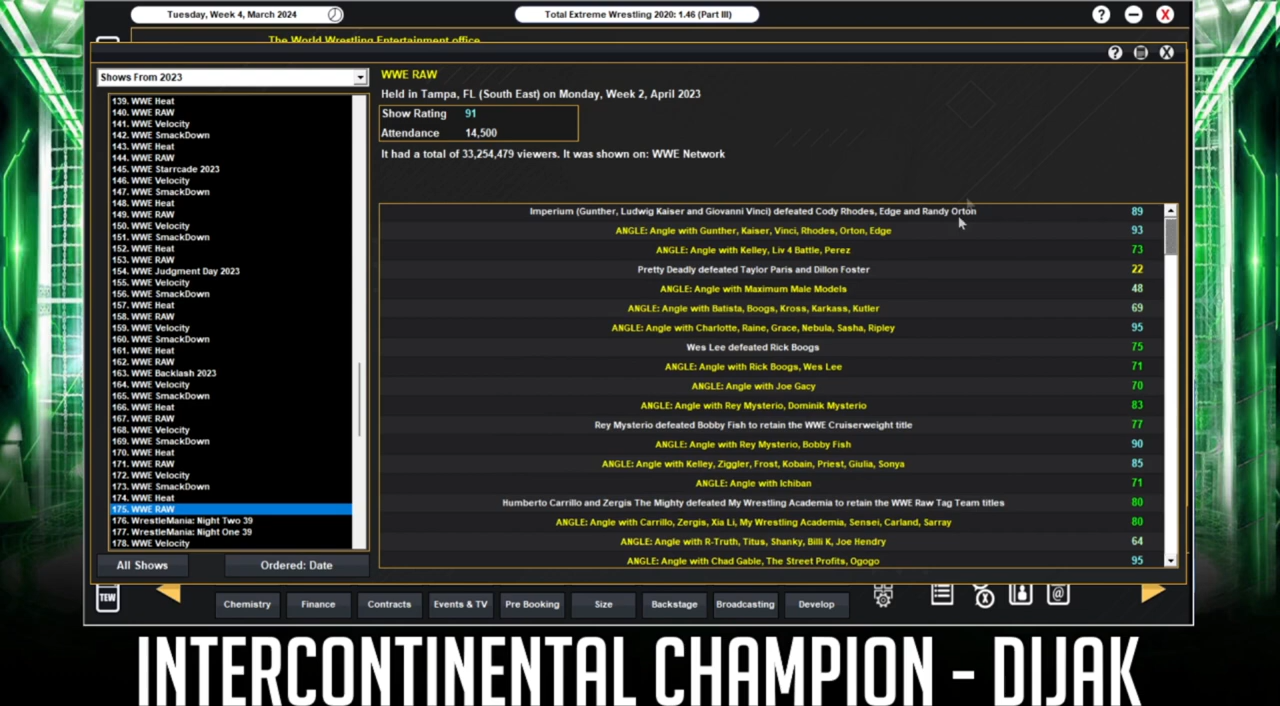 Tuesday, Week 4, March 2024
Total Extreme Wrestling 2020: 1.46 (Part III)
The World Wrestling Entertainment office
Shows From 2023
139. WWE Heat
140. WWE RAW
141. WWE Velocity
142. WWE SmackDown
143. WWE Heat
144. WWE RAW
145. WWE Starrcade 2023
146. WWE Velocity
147. WWE SmackDown
148. WWE Heat
149. WWE RAW
150. WWE Velocity
151. WWE SmackDown
152. WWE Heat
153. WWE RAW
154. WWE Judgment Day 2023
155. WWE Velocity
156. WWE SmackDown
157. WWE Heat
158. WWE RAW
159. WWE Velocity
160. WWE SmackDown
161. WWE Heat
162. WWE RAW
163. WWE Backlash 2023
164. WWE Velocity
165. WWE SmackDown
166. WWE Heat
167. WWE RAW
168. WWE Velocity
169. WWE SmackDown
170. WWE Heat
171. WWE RAW
172. WWE Velocity
173. WWE SmackDown
174. WWE Heat
175. WWE RAW
176. WrestleMania: Night Two 39
177. WrestleMania: Night One 39
178. WWE Velocity
All Shows
Ordered: Date
WWE RAW
Held in Tampa, FL (South East) on Monday, Week 2, April 2023
Show Rating 91
Attendance 14,500
It had a total of 33,254,479 viewers. It was shown on: WWE Network
Imperium (Gunther, Ludwig Kaiser and Giovanni Vinci) defeated Cody Rhodes, Edge and Randy Orton 89
ANGLE: Angle with Gunther, Kaiser, Vinci, Rhodes, Orton, Edge 93
ANGLE: Angle with Kelley, Liv 4 Battle, Perez 73
Pretty Deadly defeated Taylor Paris and Dillon Foster 22
ANGLE: Angle with Maximum Male Models 48
ANGLE: Angle with Batista, Boogs, Kross, Karkass, Kutler 69
ANGLE: Angle with Charlotte, Raine, Grace, Nebula, Sasha, Ripley 95
Wes Lee defeated Rick Boogs 75
ANGLE: Angle with Rick Boogs, Wes Lee 71
ANGLE: Angle with Joe Gacy 70
ANGLE: Angle with Rey Mysterio, Dominik Mysterio 83
Rey Mysterio defeated Bobby Fish to retain the WWE Cruiserweight title 77
ANGLE: Angle with Rey Mysterio, Bobby Fish 90
ANGLE: Angle with Kelley, Ziggler, Frost, Kobain, Priest, Giulia, Sonya 85
ANGLE: Angle with Ichiban 71
Humberto Carrillo and Zergis The Mighty defeated My Wrestling Academia to retain the WWE Raw Tag Team titles 80
ANGLE: Angle with Carrillo, Zergis, Xia Li, My Wrestling Academia, Sensei, Carland, Sarray 80
ANGLE: Angle with R-Truth, Titus, Shanky, Billi K, Joe Hendry 64
ANGLE: Angle with Chad Gable, The Street Profits, Ogogo 95
TEW
Chemistry
Finance
Contracts
Events & TV
Pre Booking
Size
Backstage
Broadcasting
Develop
INTERCONTINENTAL CHAMPION - DIJAK